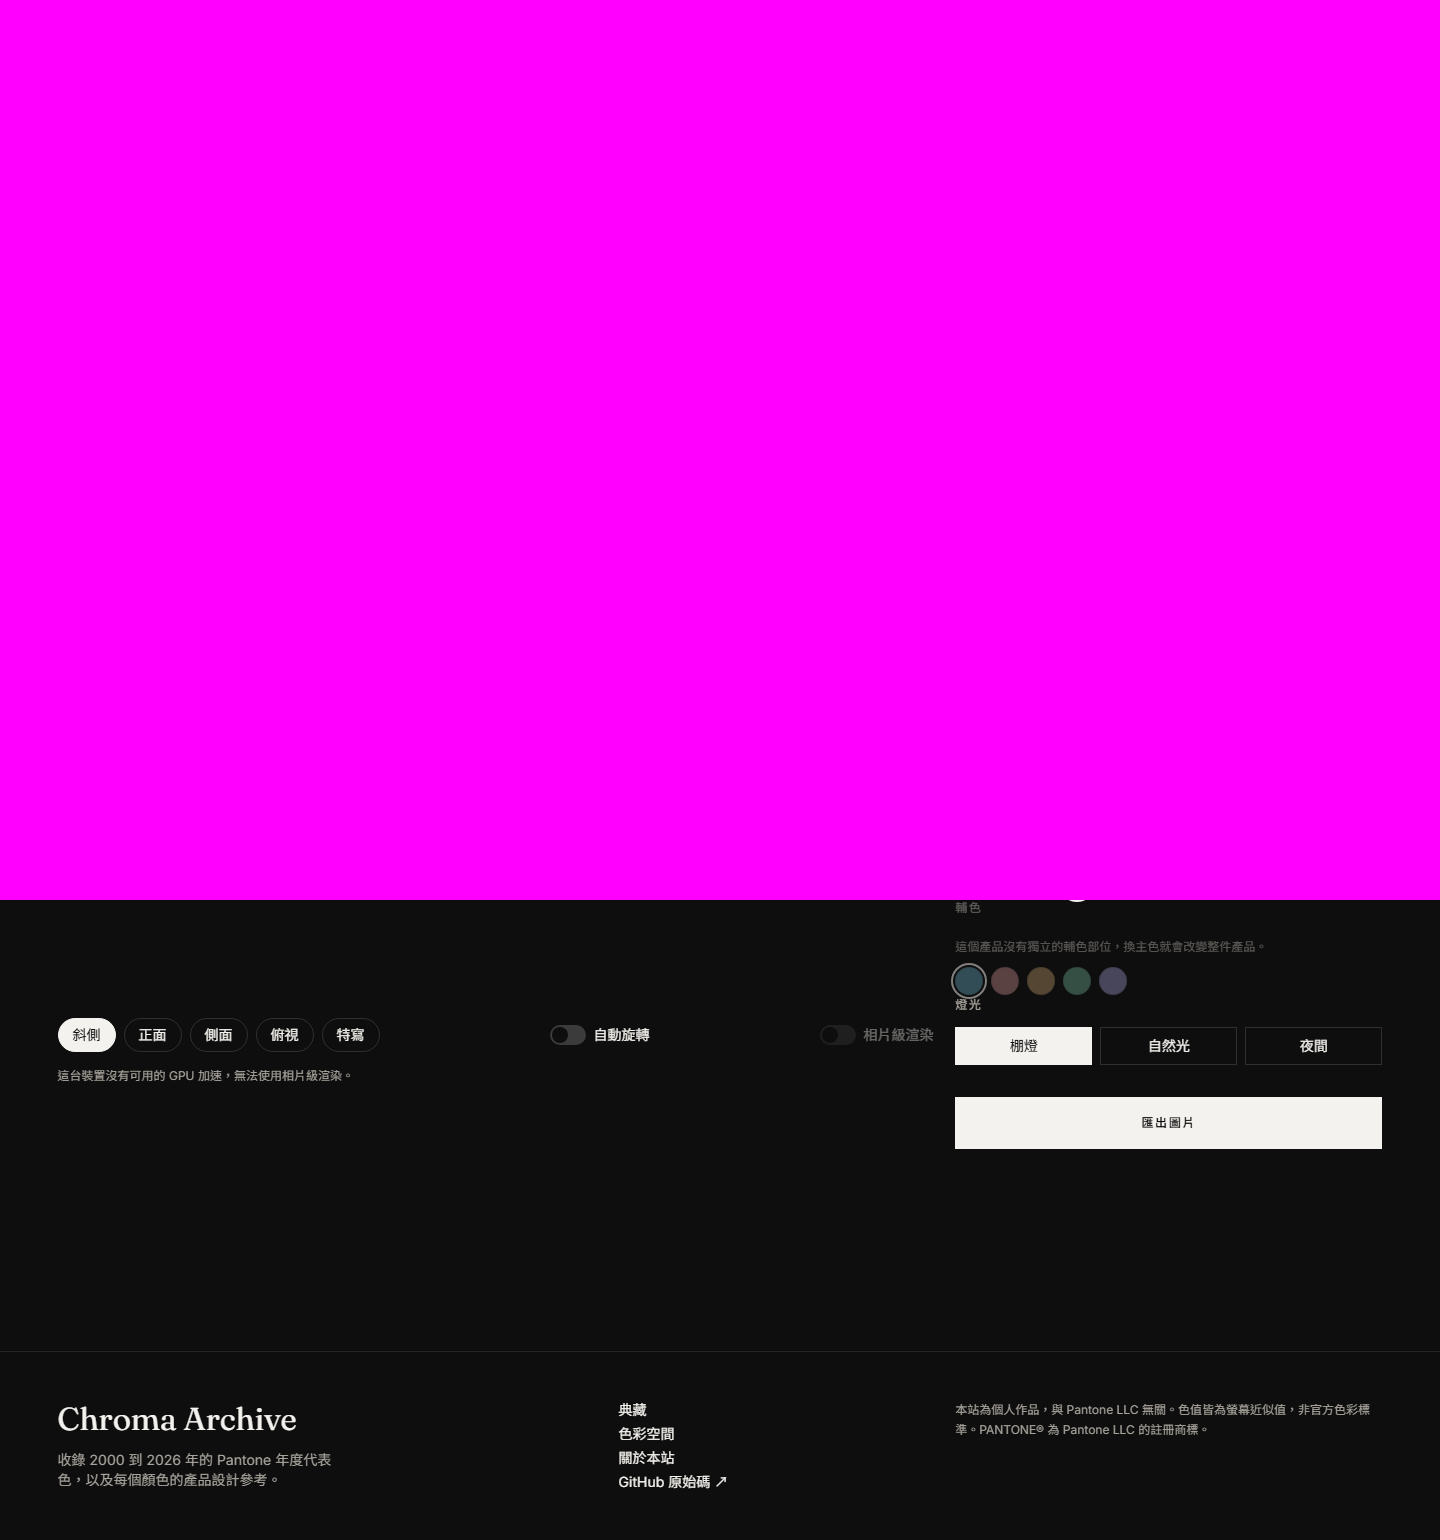 輔色
這個產品沒有獨立的輔色部位，換主色就會改變整件產品。
燈光
斜側
正面
側面
俯視
特寫
自動旋轉
相片級渲染
棚燈
自然光
夜間
這台裝置沒有可用的 GPU 加速，無法使用相片級渲染。
匯出圖片
Chroma Archive
收錄 2000 到 2026 年的 Pantone 年度代表
色，以及每個顏色的產品設計參考。
典藏
色彩空間
關於本站
GitHub 原始碼 ↗
本站為個人作品，與 Pantone LLC 無關。色值皆為螢幕近似值，非官方色彩標
準。PANTONE® 為 Pantone LLC 的註冊商標。